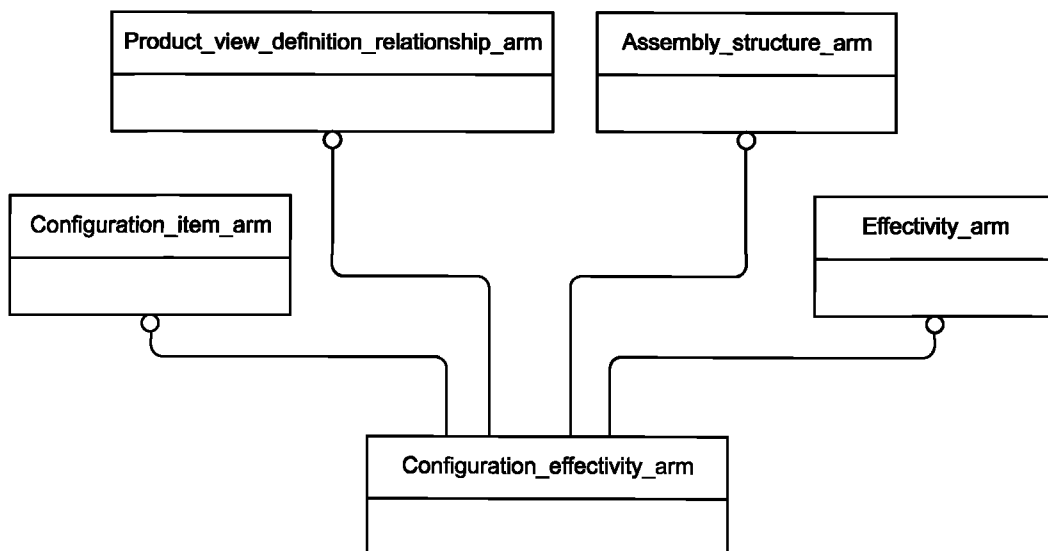 Product_view_definition_relationship_arm
Assembly_structure_arm
Configuration_item_arm
Effectivity_arm
Configuration_effectivity_arm